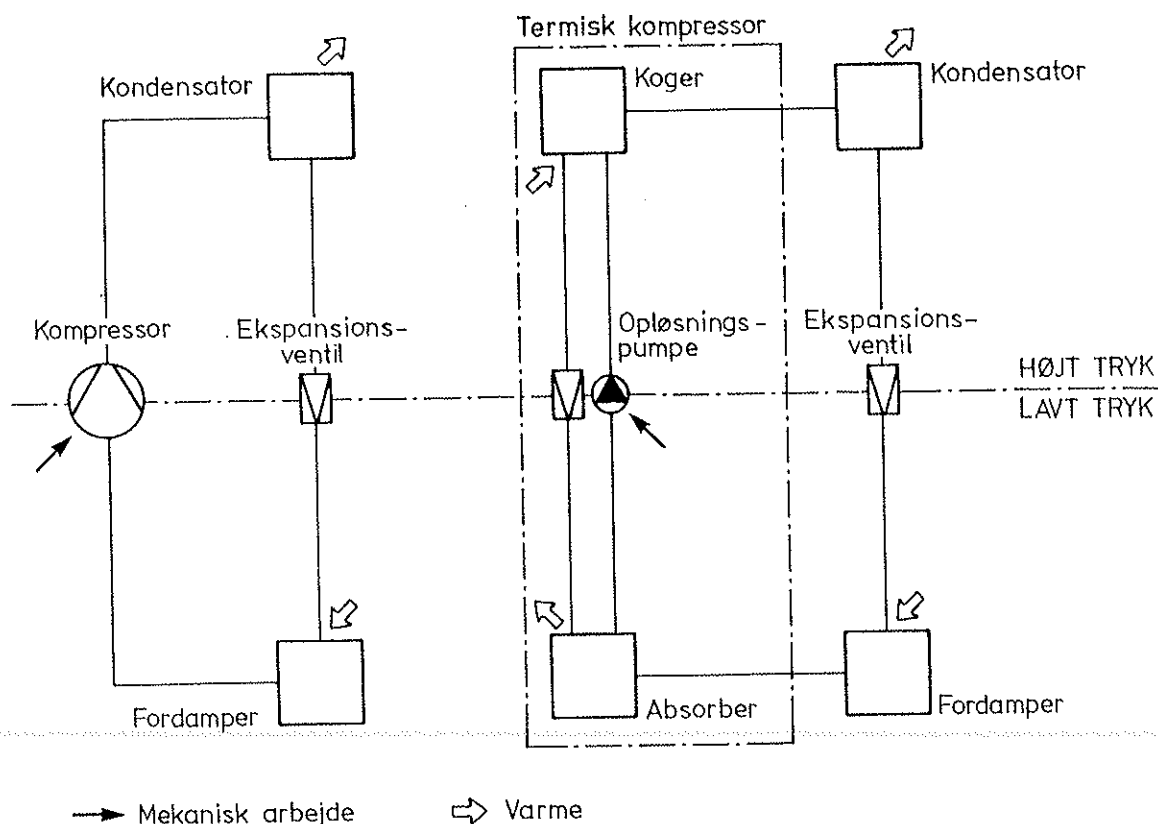 Termisk kompressor
Kondensator
Koger
Kondensator
Kompressor
Ekspansions-
ventil
Opløsnings-
pumpe
Ekspansions-
ventil
HØJT TRYK
LAVT TRYK
Fordamper
Absorber
Fordamper
Mekanisk arbejde
Varme